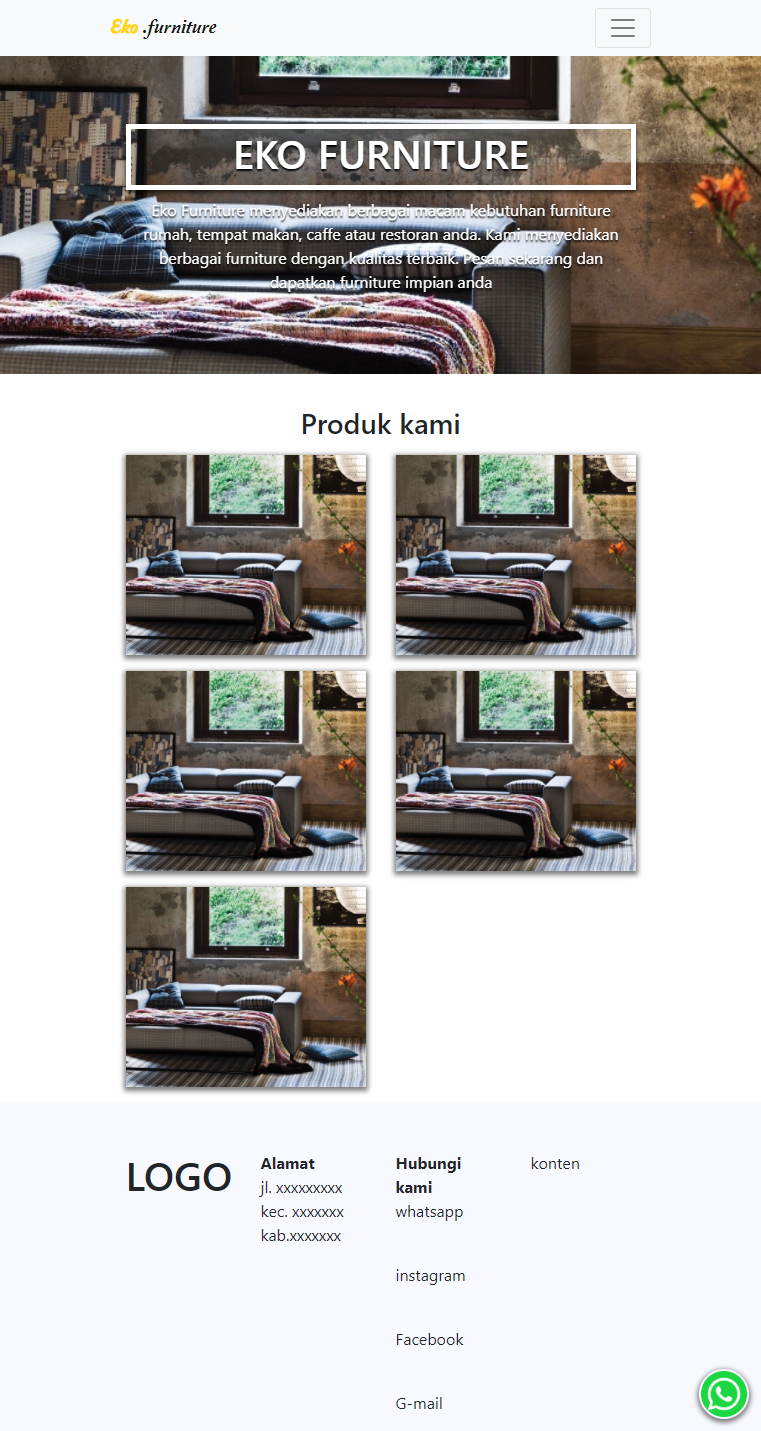 Eko .furniture
EKO FURNITURE
Eko Furniture menyediakan berbagai macam kebutuhan furniture
rumah, tempat makan, caffe atau restoran anda. Kami menyediakan
berbagai furniture dengan kualitas terbaik. Pesan sekarang dan
dapatkan furniture impian anda
Produk kami
LOGO
Alamat
jl. xxxxxxxxx
kec. xxxxxxx
kab.xxxxxxx
Hubungi
kami
whatsapp
instagram
Facebook
G-mail
konten